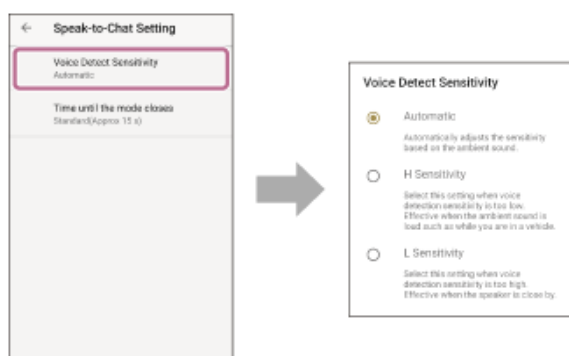 Speak-to-Chat Setting
Voice Detect Sensitivity
Automatic
Time until the mode closes
Standard(Approx 15 s)
Voice Detect Sensitivity
Automatic
Automatically adjusts the sensitivity
based on the ambient sound.
H Sensitivity
Select this setting when voice
detection sensitivity is too low.
Effective when the ambient sound is
loud such as while you are in a vehicle.
L Sensitivity
Select this setting when voice
detection sensitivity is too high.
Effective when the speaker is close by.